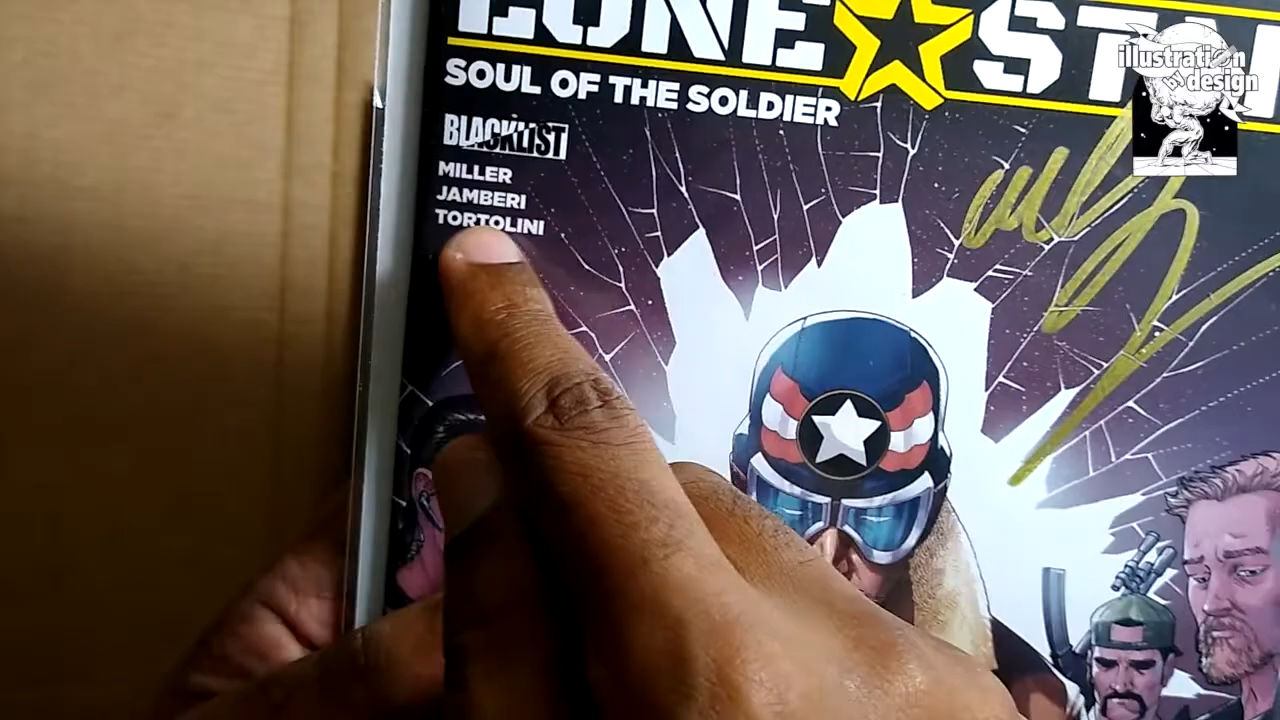 LONE STAR
illustration
design
SOUL OF THE SOLDIER
BLACKLIST
MILLER
JAMBERI
TORTOLINI